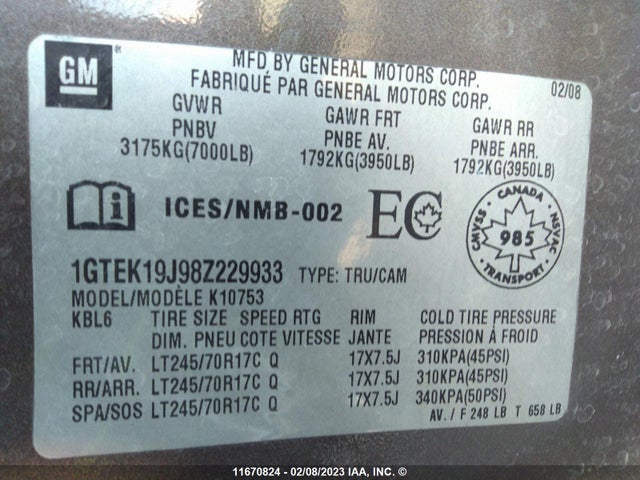 GM
MFD BY GENERAL MOTORS CORP.
FABRIQUÉ PAR GENERAL MOTORS CORP.
02/08
GVWR GAWR FRT GAWR RR
PNBV PNBE AV. PNBE ARR.
3175KG(7000LB) 1792KG(3950LB) 1792KG(3950LB)
i ICES/NMB-002 EC
CANADA
CMVSS 985 NSVAC
TRANSPORT
1GTEK19J98Z229933 TYPE: TRU/CAM
MODEL/MODÈLE K10753
KBL6 TIRE SIZE SPEED RTG RIM COLD TIRE PRESSURE
DIM. PNEU COTE VITESSE JANTE PRESSION À FROID
FRT/AV. LT245/70R17C Q 17X7.5J 310KPA(45PSI)
RR/ARR. LT245/70R17C Q 17X7.5J 310KPA(45PSI)
SPA/SOS LT245/70R17C Q 17X7.5J 340KPA(50PSI)
AV. / F 248 LB T 658 LB
11670824 - 02/08/2023 IAA, INC. ©